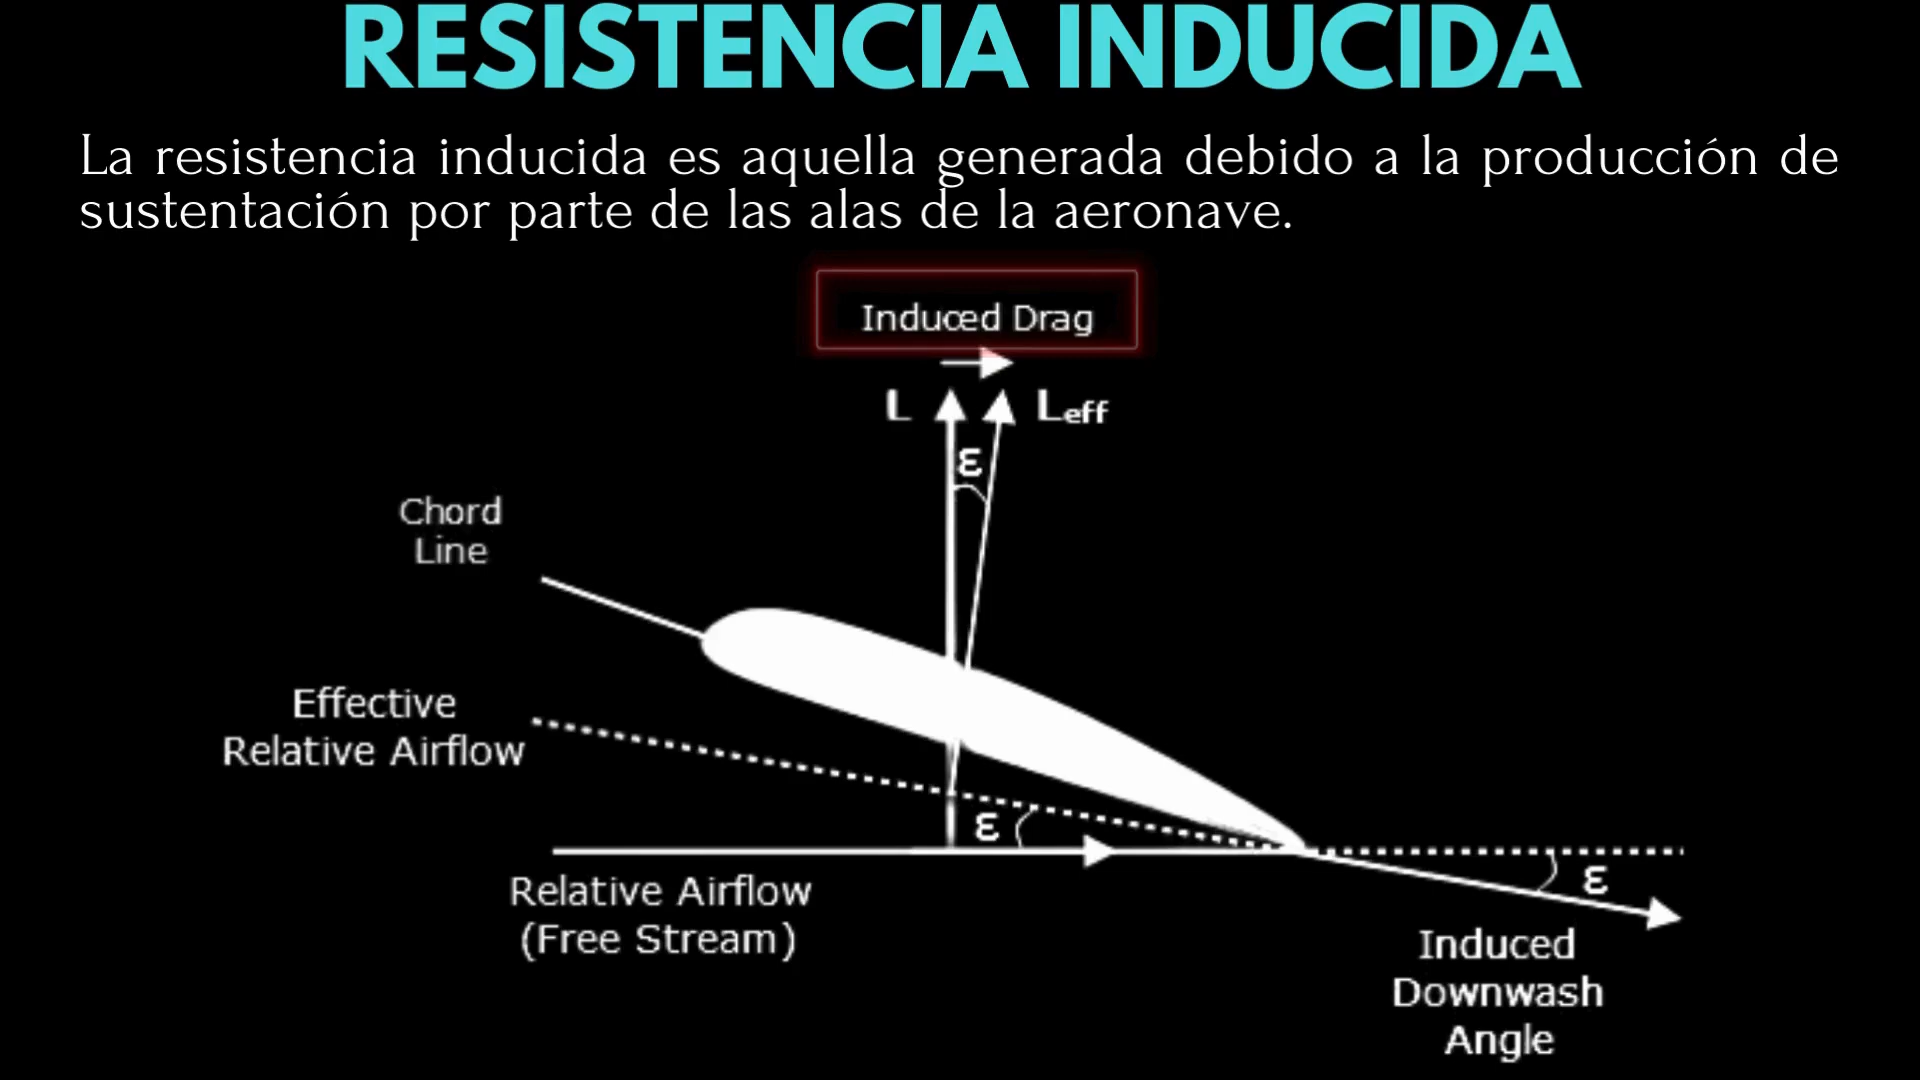 RESISTENCIA INDUCIDA
La resistencia inducida es aquella generada debido a la producción de
sustentación por parte de las alas de la aeronave.
Induced Drag
L
Leff
ε
Chord
Line
Effective
Relative Airflow
ε
Relative Airflow
(Free Stream)
ε
Induced
Downwash
Angle